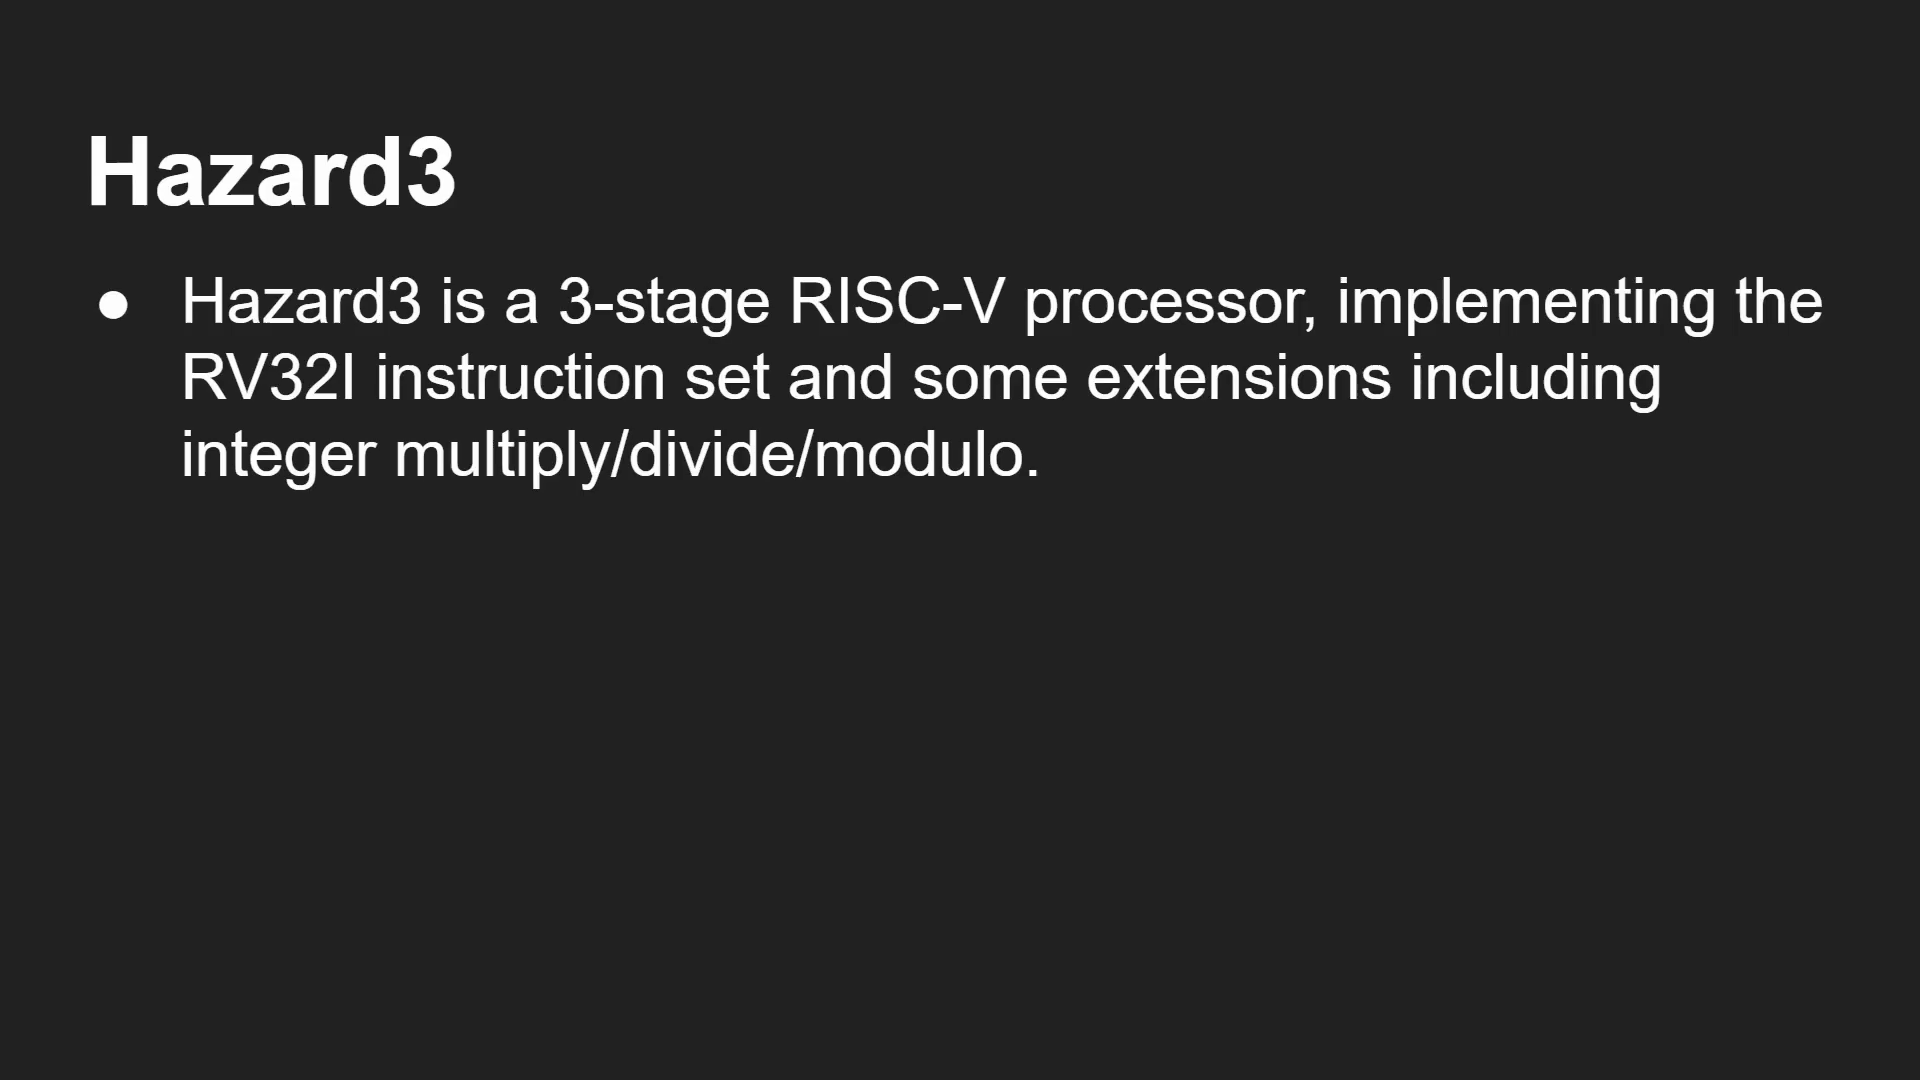 Hazard3
● Hazard3 is a 3-stage RISC-V processor, implementing the
RV32I instruction set and some extensions including
integer multiply/divide/modulo.